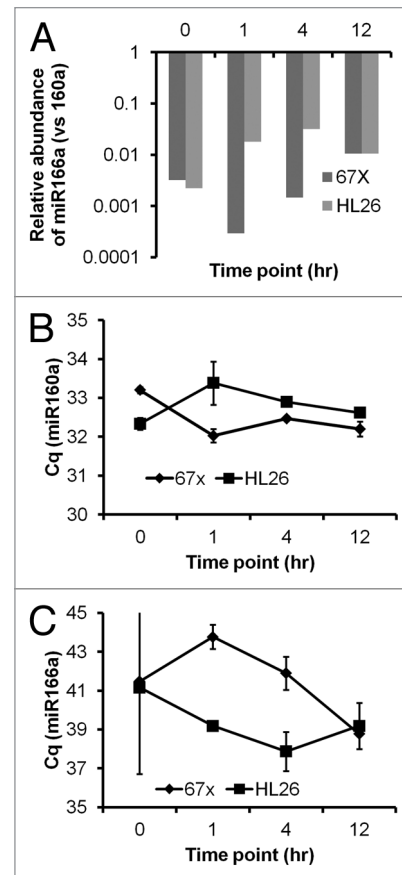 A
0 1 4 12
Relative abundance
of miR166a (vs 160a)
1
0.1
0.01
0.001
0.0001
67X
HL26
Time point (hr)
B
Cq (miR160a)
35
34
33
32
31
30
67x HL26
0 1 4 12
Time point (hr)
C
Cq (miR166a)
45
43
41
39
37
35
67x HL26
0 1 4 12
Time point (hr)